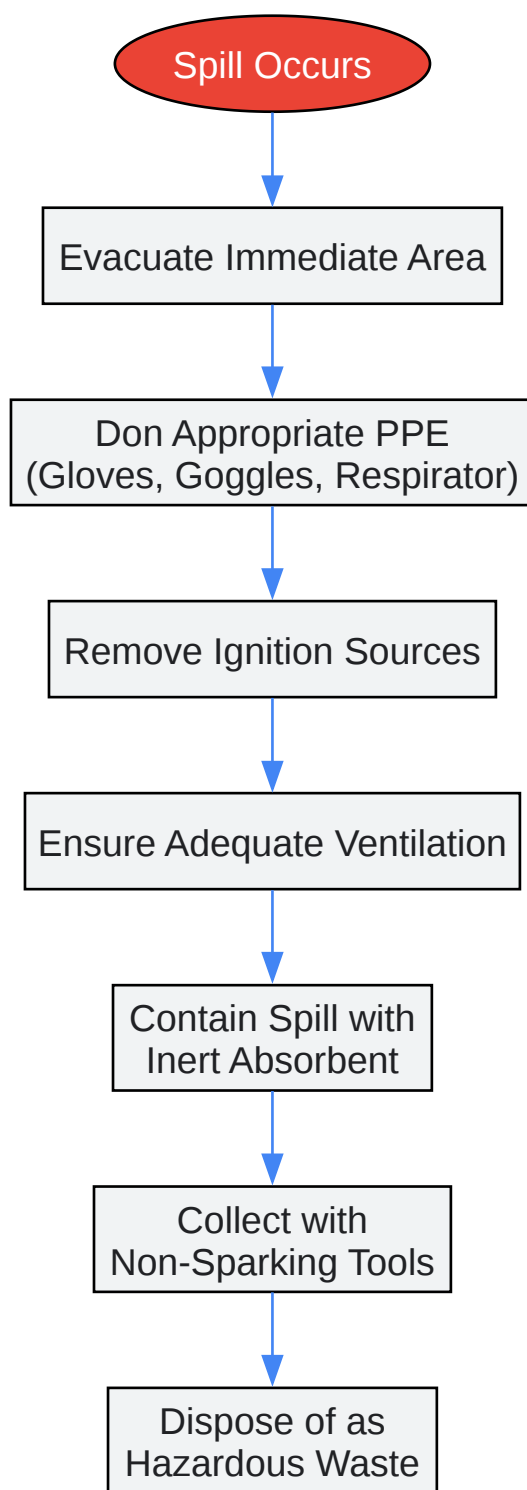 Spill Occurs
Evacuate Immediate Area
Don Appropriate PPE
(Gloves, Goggles, Respirator)
Remove Ignition Sources
Ensure Adequate Ventilation
Contain Spill with
Inert Absorbent
Collect with
Non-Sparking Tools
Dispose of as
Hazardous Waste